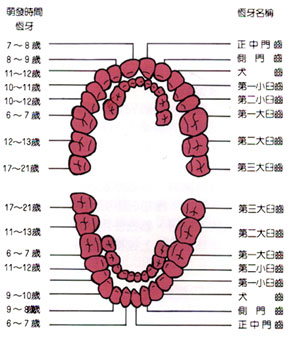 萌發時間 恆牙名稱
恆牙
7～8歲 正中門齒
8～9歲 側門齒
11～12歲 犬齒
10～11歲 第一小臼齒
10～12歲 第二小臼齒
6～7歲 第一大臼齒
12～13歲 第二大臼齒
17～21歲 第三大臼齒
17～21歲 第三大臼齒
11～13歲 第二大臼齒
6～7歲 第一大臼齒
11～12歲 第二小臼齒
第一小臼齒
9～10歲 犬齒
9～8歲 側門齒
6～7歲 正中門齒